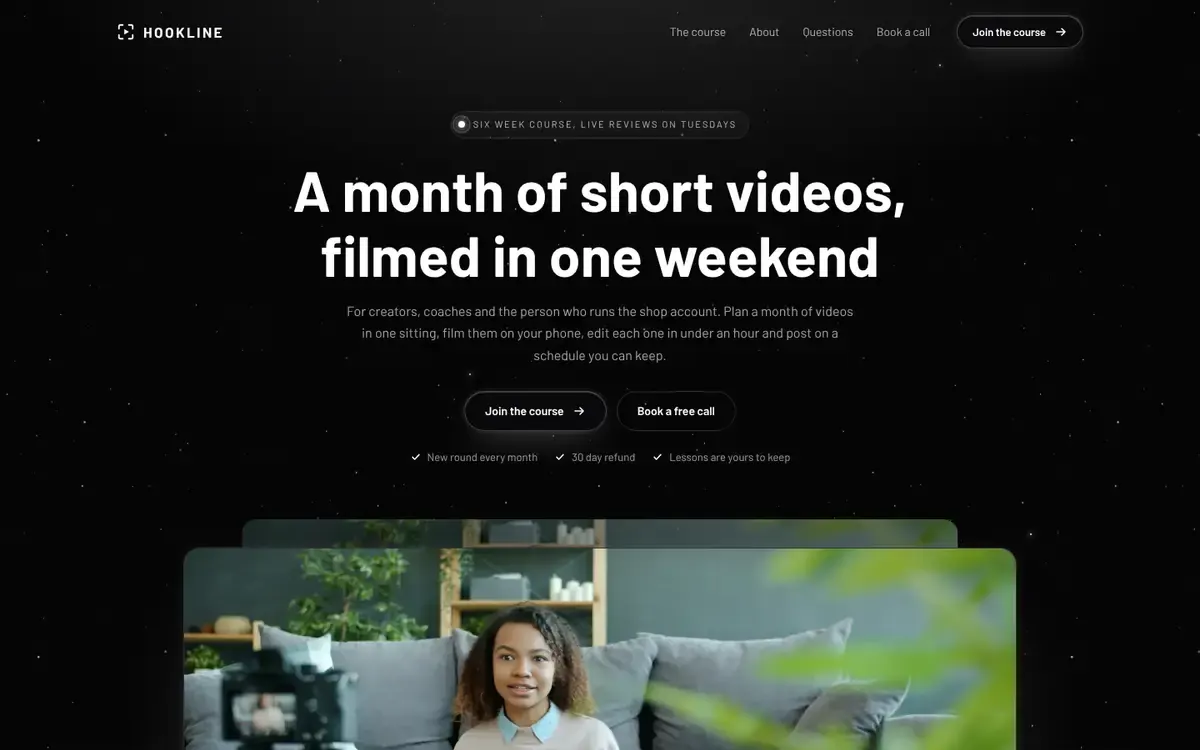 HOOKLINE
The course
About
Questions
Book a call
Join the course
SIX WEEK COURSE, LIVE REVIEWS ON TUESDAYS
A month of short videos,
filmed in one weekend
For creators, coaches and the person who runs the shop account. Plan a month of videos
in one sitting, film them on your phone, edit each one in under an hour and post on a
schedule you can keep.
Join the course
Book a free call
New round every month
30 day refund
Lessons are yours to keep